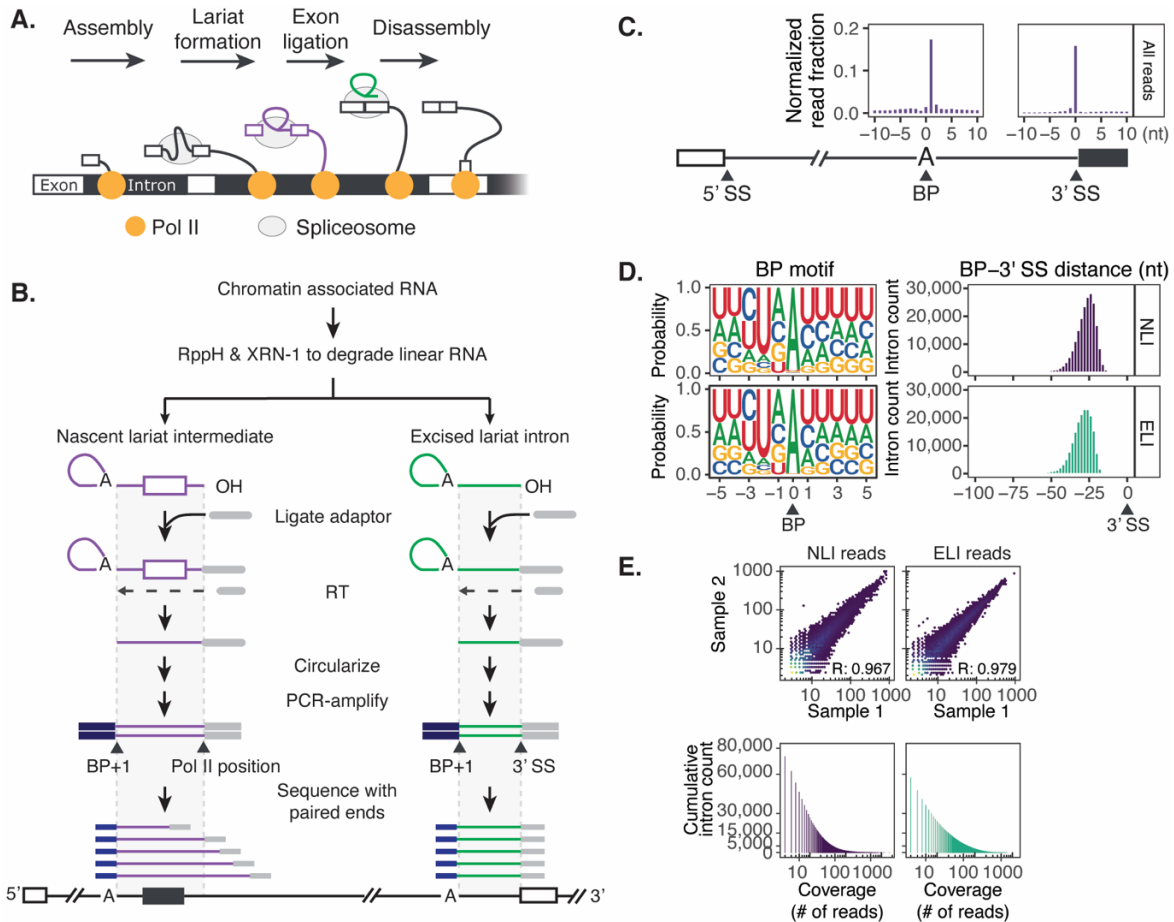 A.
Assembly
Lariat
formation
Exon
ligation
Disassembly
Exon
Intron
Pol II
Spliceosome
B.
Chromatin associated RNA
RppH & XRN-1 to degrade linear RNA
Nascent lariat intermediate
Excised lariat intron
A
OH
A
OH
Ligate adaptor
A
A
RT
Circularize
PCR-amplify
BP+1
Pol II position
BP+1
3' SS
Sequence with
paired ends
5'
A
A
3'
C.
Normalized
read fraction
0.2
0.1
0.0
−10 −5 0 5 10
−10 −5 0 5 10 (nt)
All reads
A
5' SS
BP
3' SS
D.
BP motif
BP−3' SS distance (nt)
Probability
1.0
0.5
0.0
Intron count
30,000
20,000
10,000
0
NLI
Probability
1.0
0.5
0.0
Intron count
30,000
20,000
10,000
0
ELI
−5 −3 −1 0 1 3 5
BP
−100 −75 −50 −25 0
3' SS
E.
NLI reads
ELI reads
Sample 2
1000
100
10
R: 0.967
R: 0.979
10 100 1000
10 100 1000
Sample 1
Sample 1
Cumulative
intron count
80,000
60,000
30,000
15,000
5,000
0
10 100 1000
10 100 1000
Coverage
(# of reads)
Coverage
(# of reads)